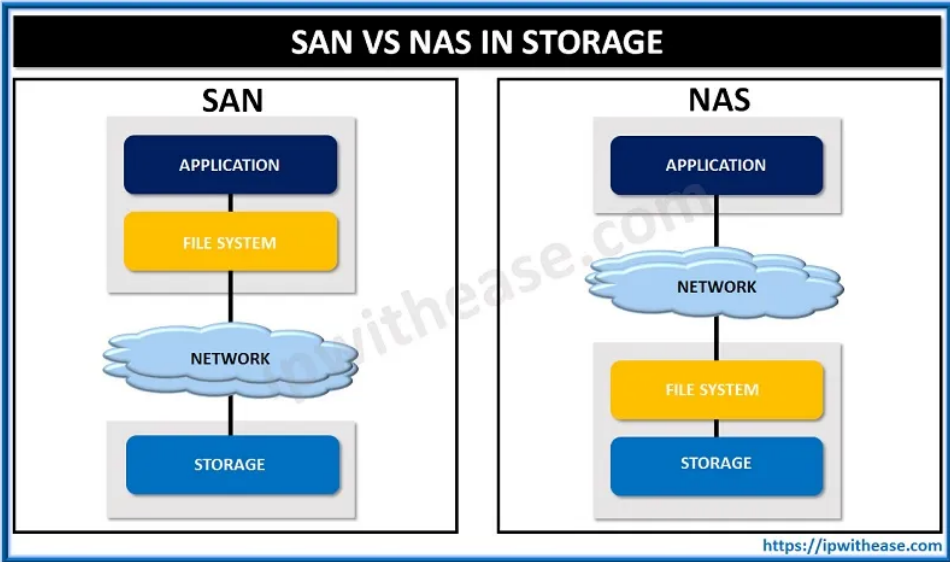 SAN VS NAS IN STORAGE
SAN
APPLICATION
FILE SYSTEM
NETWORK
STORAGE
NAS
APPLICATION
NETWORK
FILE SYSTEM
STORAGE
ipwithease.com
https://ipwithease.com